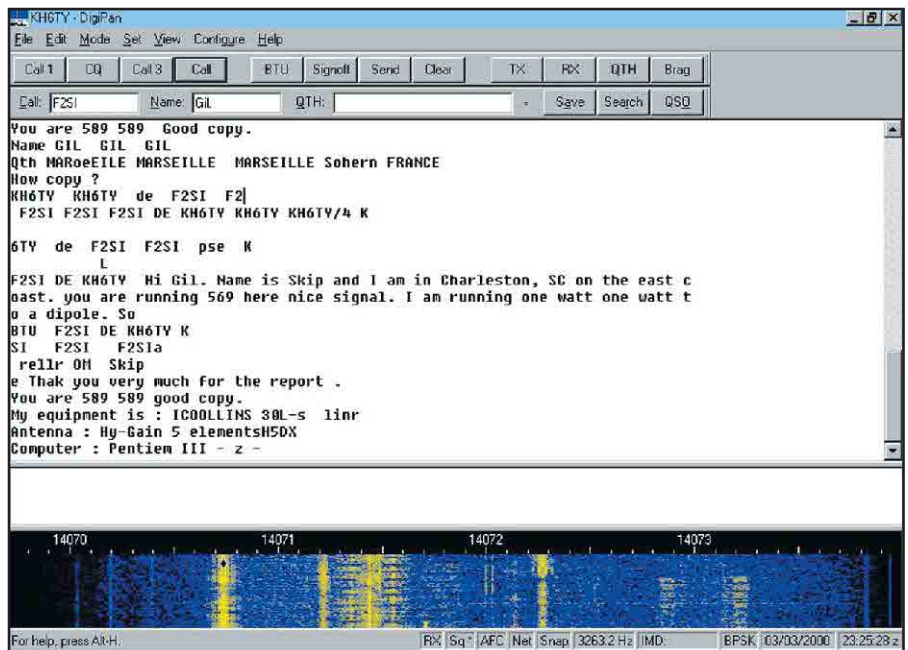 KH6TY - DigiPan
File Edit Mode Set View Configure Help
Call 1 CQ Call 3 Call BTU Signoff Send Clear TX RX QTH Brag
Call: F2SI Name: Gil QTH: Save Search QSO
You are 589 589 Good copy.
Name GIL GIL GIL
Qth MARoeEILE MARSEILLE MARSEILLE Sohern FRANCE
How copy ?
KH6TY KH6TY de F2SI F2
F2SI F2SI F2SI DE KH6TY KH6TY KH6TY/4 K
6TY de F2SI F2SI pse K
L
F2SI DE KH6TY Hi Gil. Name is Skip and I am in Charleston, SC on the east c
oast. you are running 569 here nice signal. I am running one watt one watt t
o a dipole. So
BTU F2SI DE KH6TY K
SI F2SI F2SIa
rellr OM Skip
e Thak you very much for the report .
You are 589 589 good copy.
My equipment is : ICOOLLINS 30L-s linr
Antenna : Hy-Gain 5 elementsH5DX
Computer : Pentiem III - z -
14070 14071 14072 14073
For help, press Alt-H. RX Sq * AFC Net Snap 3263.2 Hz IMD: BPSK 03/03/2000 23:25:28 z